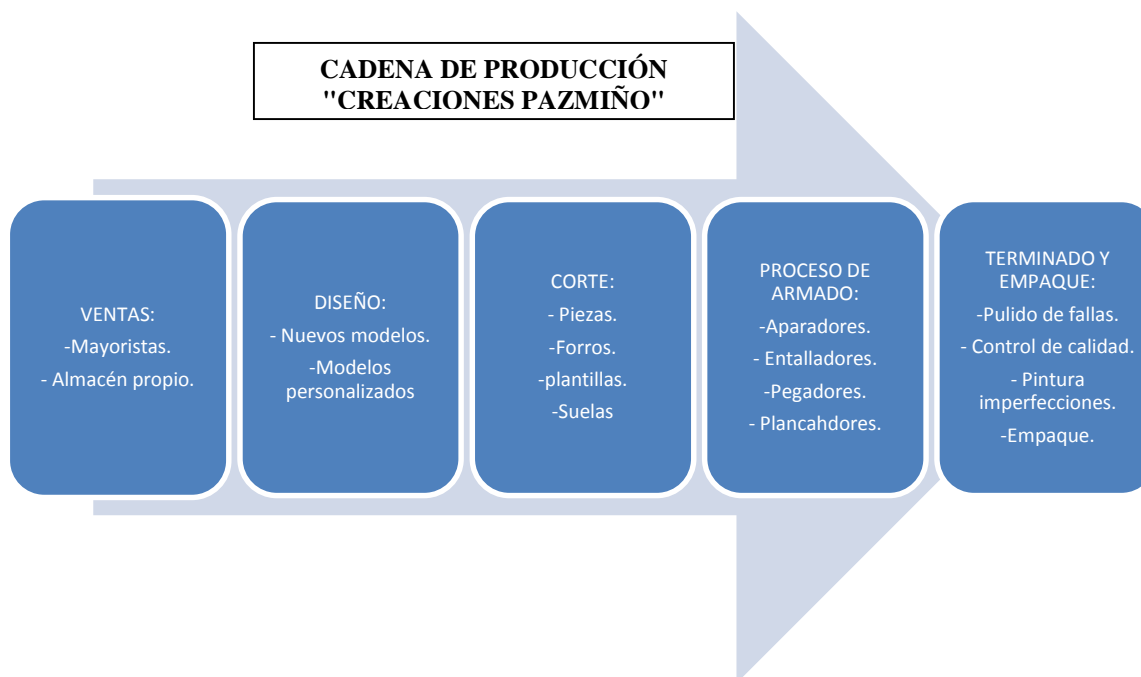 CADENA DE PRODUCCIÓN
"CREACIONES PAZMIÑO"
VENTAS:
-Mayoristas.
- Almacén propio.
DISEÑO:
- Nuevos modelos.
-Modelos
personalizados
CORTE:
- Piezas.
- Forros.
-plantillas.
-Suelas
PROCESO DE
ARMADO:
-Aparadores.
- Entalladores.
-Pegadores.
- Plancahdores.
TERMINADO Y
EMPAQUE:
-Pulido de fallas.
- Control de calidad.
- Pintura
imperfecciones.
-Empaque.